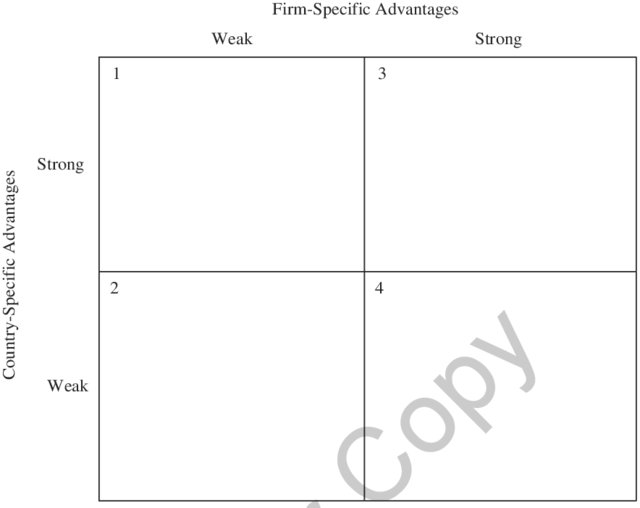 Firm-Specific Advantages
Weak Strong
1 3
Strong
Country-Specific Advantages
2 4
Weak
Copy